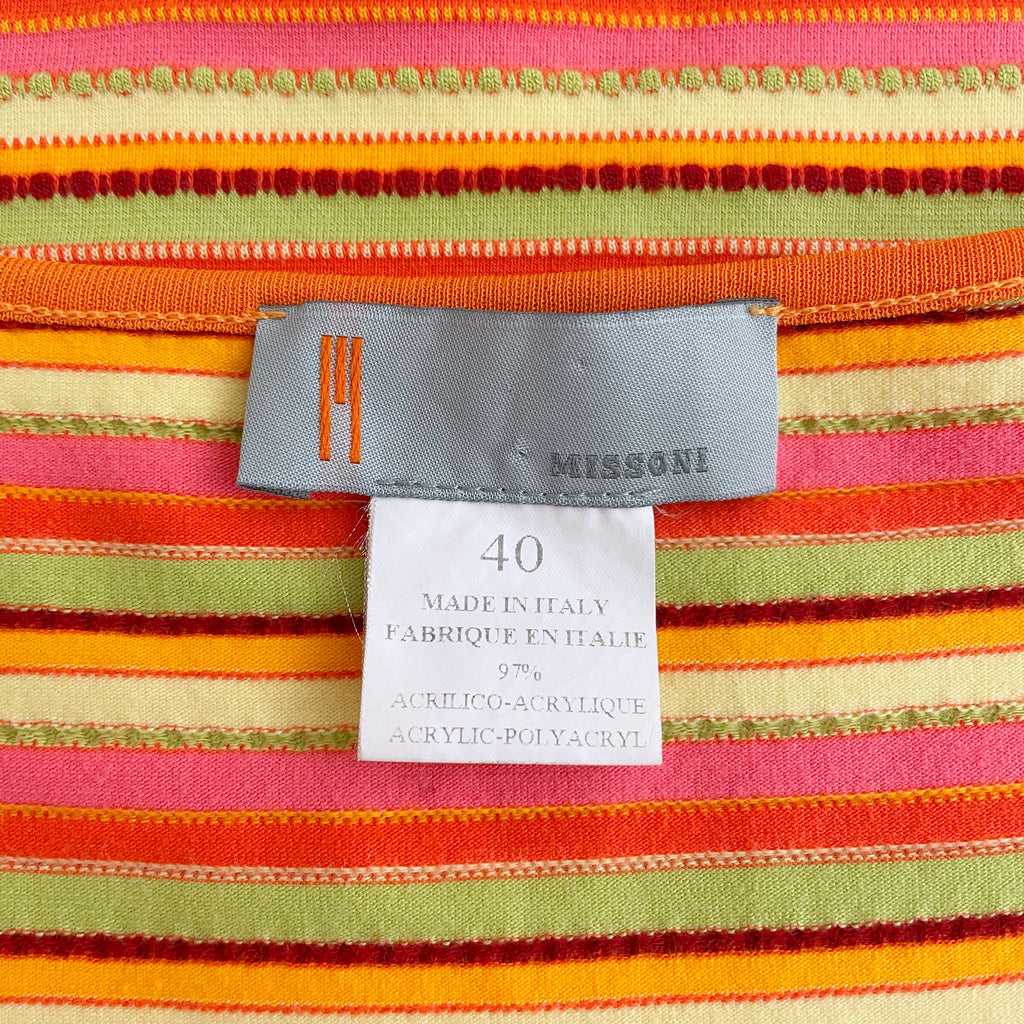 MISSONI
40
MADE IN ITALY
FABRIQUE EN ITALIE
97%
ACRILICO-ACRYLIQUE
ACRYLIC-POLYACRYL